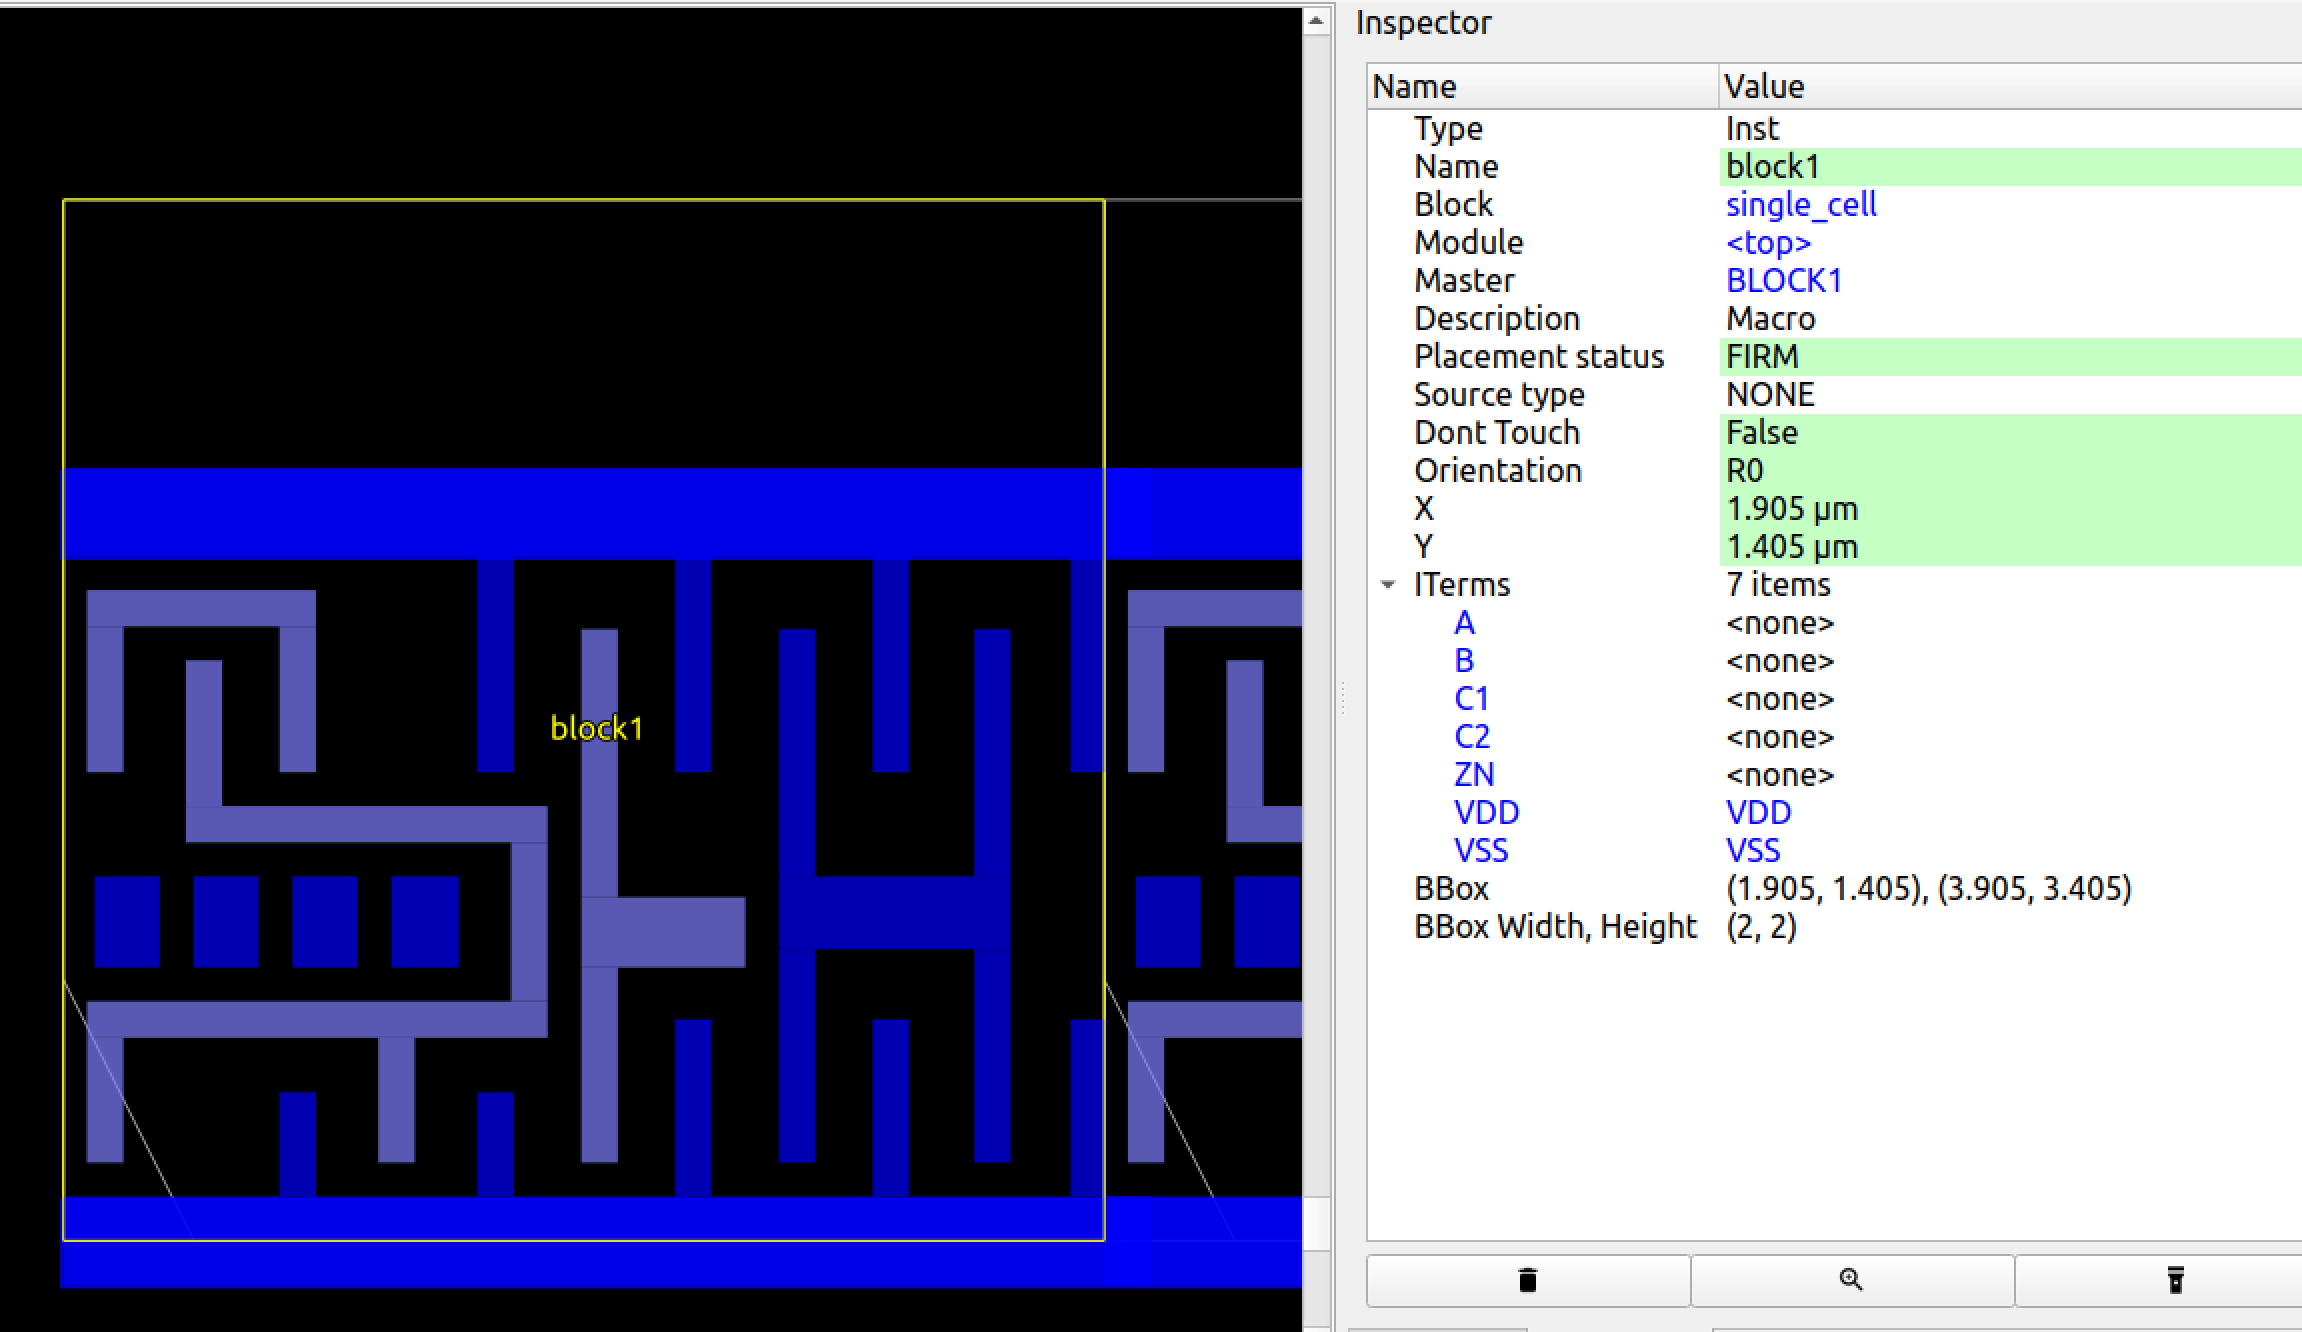 block1
Inspector
Name Value
Type Inst
Name block1
Block single_cell
Module <top>
Master BLOCK1
Description Macro
Placement status FIRM
Source type NONE
Dont Touch False
Orientation R0
X 1.905 µm
Y 1.405 µm
ITerms 7 items
A <none>
B <none>
C1 <none>
C2 <none>
ZN <none>
VDD VDD
VSS VSS
BBox (1.905, 1.405), (3.905, 3.405)
BBox Width, Height (2, 2)